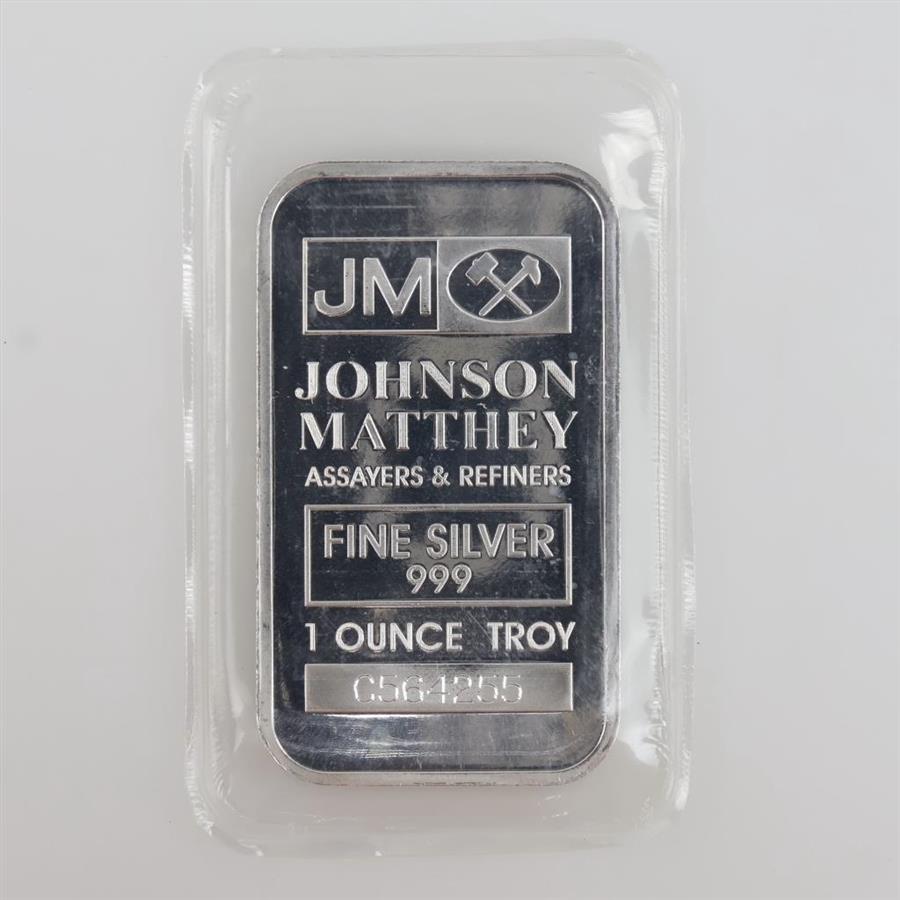 JM
JOHNSON
MATTHEY
ASSAYERS & REFINERS
FINE SILVER
999
1 OUNCE TROY
C564255